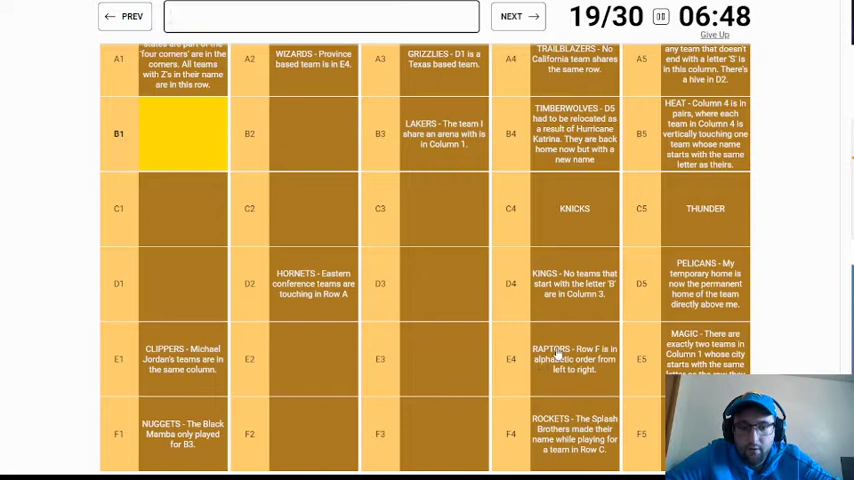 ← PREV
NEXT →
19/30
06:48
Give Up
A1
states are part of the
'four corners' are in the
corners. All teams
with Z's in their name
are in this row.
A2
WIZARDS - Province
based team is in E4.
A3
GRIZZLIES - D1 is a
Texas based team.
A4
TRAILBLAZERS - No
California team shares
the same row.
A5
any team that doesn't
end with a letter 'S' is
in this column. There's
a hive in D2.
B1
B2
B3
LAKERS - The team I
share an arena with is
in Column 1.
B4
TIMBERWOLVES - D5
had to be relocated as
a result of Hurricane
Katrina. They are back
home now but with a
new name
B5
HEAT - Column 4 is in
pairs, where each
team in Column 4 is
vertically touching one
team whose name
starts with the same
letter as theirs.
C1
C2
C3
C4
KNICKS
C5
THUNDER
D1
D2
HORNETS - Eastern
conference teams are
touching in Row A
D3
D4
KINGS - No teams that
start with the letter 'B'
are in Column 3.
D5
PELICANS - My
temporary home is
now the permanent
home of the team
directly above me.
E1
CLIPPERS - Michael
Jordan's teams are in
the same column.
E2
E3
E4
RAPTORS - Row F is in
alphabetic order from
left to right.
E5
MAGIC - There are
exactly two teams in
Column 1 whose city
F1
NUGGETS - The Black
Mamba only played
for B3.
F2
F3
F4
ROCKETS - The Splash
Brothers made their
name while playing for
a team in Row C.
F5